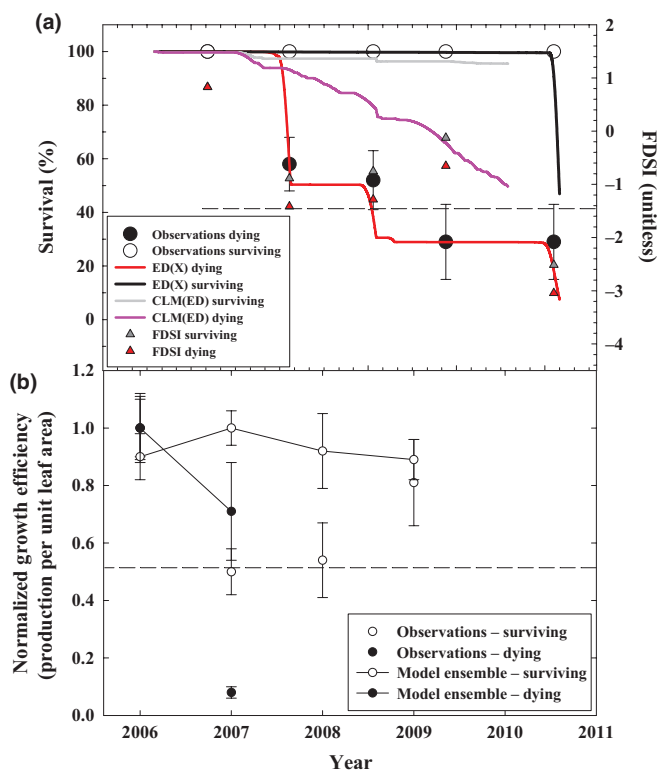 (a)
Survival (%)
100
80
60
40
20
0
2
1
0
−1
−2
−3
−4
FDSI (unitless)
Observations dying
Observations surviving
ED(X) dying
ED(X) surviving
CLM(ED) surviving
CLM(ED) dying
FDSI surviving
FDSI dying
(b)
Normalized growth efficiency
(production per unit leaf area)
1.2
1.0
0.8
0.6
0.4
0.2
0.0
Observations – surviving
Observations – dying
Model ensemble – surviving
Model ensemble – dying
2006 2007 2008 2009 2010 2011
Year